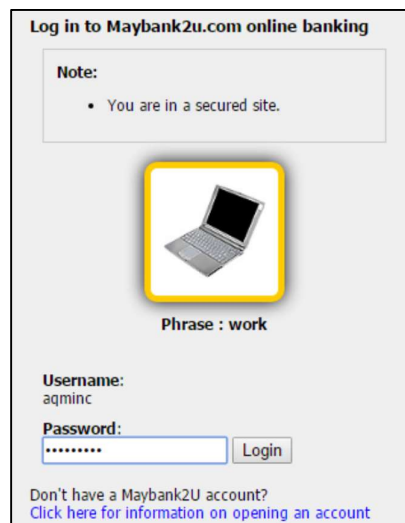 Log in to Maybank2u.com online banking
Note:
• You are in a secured site.
Phrase : work
Username:
aqminc
Password:
•••••••••
Login
Don't have a Maybank2U account?
Click here for information on opening an account